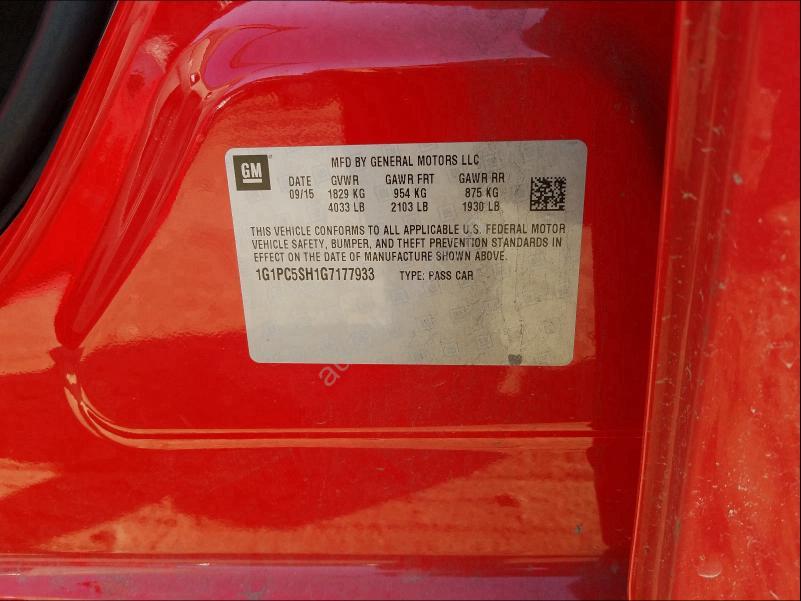 GM
MFD BY GENERAL MOTORS LLC
DATE GVWR GAWR FRT GAWR RR
09/15 1829 KG 954 KG 875 KG
4033 LB 2103 LB 1930 LB
THIS VEHICLE CONFORMS TO ALL APPLICABLE U.S. FEDERAL MOTOR
VEHICLE SAFETY, BUMPER, AND THEFT PREVENTION STANDARDS IN
EFFECT ON THE DATE OF MANUFACTURE SHOWN ABOVE.
1G1PC5SH1G7177933 TYPE: PASS CAR